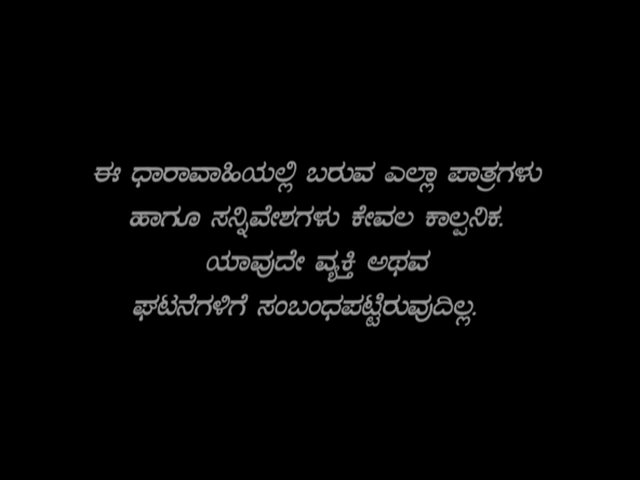 ಈ ಧಾರಾವಾಹಿಯಲ್ಲಿ ಬರುವ ಎಲ್ಲಾ ಪಾತ್ರಗಳು
ಹಾಗೂ ಸನ್ನಿವೇಶಗಳು ಕೇವಲ ಕಾಲ್ಪನಿಕ.
ಯಾವುದೇ ವ್ಯಕ್ತಿ ಅಥವ
ಘಟನೆಗಳಿಗೆ ಸಂಬಂಧಪಟ್ಟಿರುವುದಿಲ್ಲ.